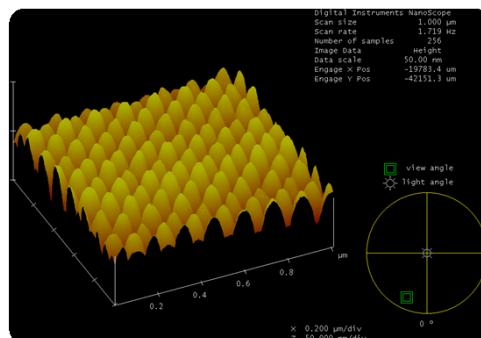 Digital Instruments NanoScope
Scan size 1.000 µm
Scan rate 1.719 Hz
Number of samples 256
Image Data Height
Data scale 50.00 nm
Engage X Pos -19783.4 um
Engage Y Pos -42151.3 um
view angle
light angle
µm
0.8
0.6
0.4
0.2
X 0.200 µm/div
0 °